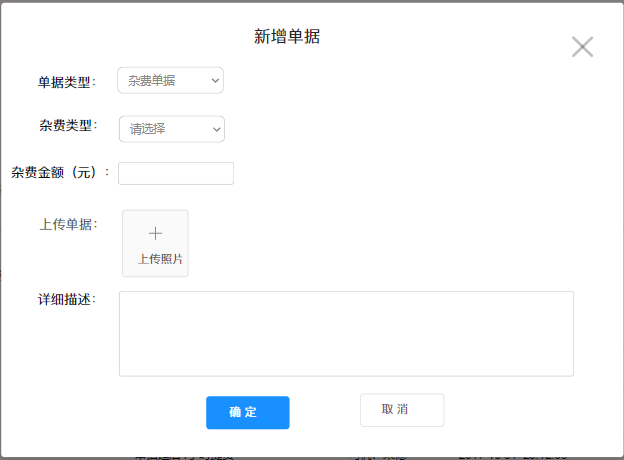 新增单据
单据类型： 杂费单据
杂费类型： 请选择
杂费金额（元）：
上传单据：
上传照片
详细描述：
确 定 取 消